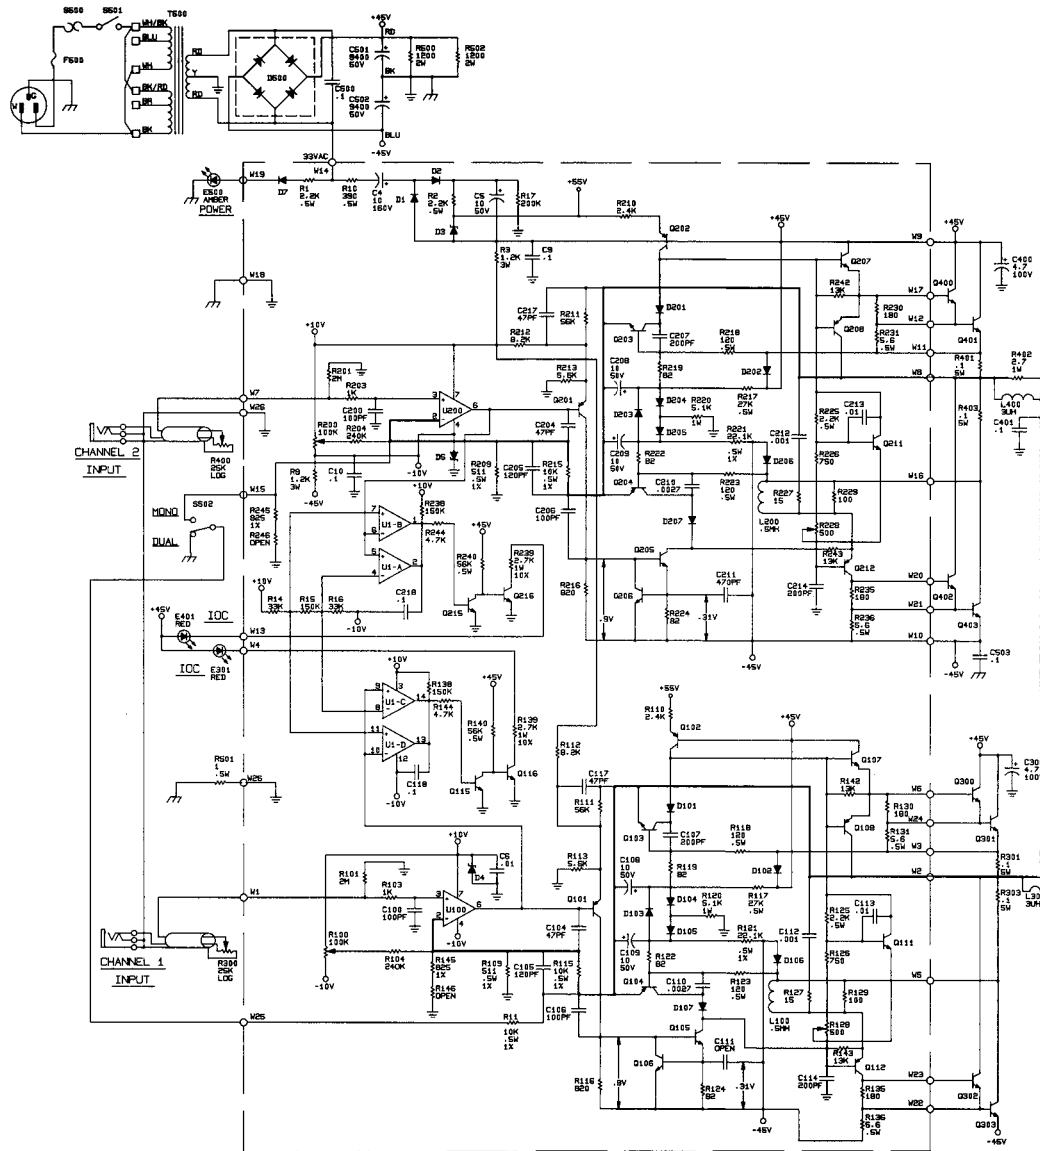 S500
S501
WH/BK
T500
BLU
F500
WH
BK/RD
BR
BK
W
G
RD
Y
RD
D500
C500
.1
+45V
RD
C501
9400
50V
BK
C502
9400
50V
BLU
-45V
R500
1200
2W
R502
1200
2W
33VAC
W14
W19
E500
AMBER
POWER
D7
R1
2.2K
.5W
R10
390
.5W
C4
10
160V
D1
D2
R2
2.2K
.5W
D3
C5
10
50V
R17
200K
R3
1.2K
3W
C9
.1
+55V
R210
2.4K
Q202
+45V
W9
C400
4.7
100V
W18
+10V
C217
47PF
R211
56K
R212
8.2K
R213
5.6K
D201
Q203
C207
200PF
R218
120
.5W
Q207
R242
13K
Q208
R230
180
R231
5.6
.5W
W17
W12
W11
W8
Q400
Q401
R401
.1
5W
R402
2.7
1W
L400
3UH
R403
.1
5W
C401
.1
W7
W26
CHANNEL 2
INPUT
R400
25K
LOG
R201
2M
R203
1K
C200
100PF
R200
100K
R204
240K
U200
Q201
C204
47PF
C208
10
50V
R219
82
D202
D203
D204
D205
R220
5.1K
1W
R217
27K
.5W
C209
10
50V
R222
82
R221
22.1K
.5W
1%
C212
.001
D206
R225
2.2K
.5W
C213
.01
Q211
R226
750
R9
1.2K
3W
-45V
C10
.1
D5
-10V
R209
511
.5W
1%
C205
120PF
R215
10K
.5W
1%
C206
100PF
Q204
C210
.0027
R223
120
.5W
D207
L200
.5MH
R227
15
R229
100
R228
500
W16
W15
MONO
S502
DUAL
R245
825
1%
R246
OPEN
R238
150K
U1-B
R244
4.7K
U1-A
C218
.1
-10V
+45V
R240
56K
.5W
R239
2.7K
1W
10%
Q215
Q216
R216
820
Q205
Q206
R224
82
C211
470PF
.9V
.31V
-45V
R243
13K
Q212
C214
200PF
R235
180
R236
5.6
.5W
W20
W21
W10
Q402
Q403
-45V
C503
.1
+10V
R14
33K
R15
150K
R16
33K
+45V
E401
RED
IOC
W13
W4
IOC
E301
RED
+10V
R138
150K
U1-C
R144
4.7K
U1-D
C118
.1
-10V
+45V
R140
56K
.5W
R139
2.7K
1W
10%
Q115
Q116
R501
1
.5W
W26
+55V
R110
2.4K
Q102
+45V
R112
8.2K
C117
47PF
R111
56K
R113
5.6K
D101
Q103
C107
200PF
R118
120
.5W
Q107
R142
13K
Q108
R130
180
R131
5.6
.5W
W6
W24
W3
W2
+45V
Q300
Q301
R301
.1
5W
R303
.1
5W
W1
CHANNEL 1
INPUT
R300
25K
LOG
R101
2M
R103
1K
C100
100PF
+10V
D4
C6
.01
U100
-10V
R100
100K
-10V
R104
240K
R145
825
1%
R146
OPEN
R109
511
.5W
1%
C105
120PF
R115
10K
.5W
1%
C104
47PF
Q101
C106
100PF
C108
10
50V
R119
82
D102
D103
D104
D105
R120
5.1K
1W
R117
27K
.5W
C109
10
50V
R122
82
R121
22.1K
.5W
1%
C112
.001
D106
R125
2.2K
.5W
C113
.01
Q111
R126
750
Q104
C110
.0027
R123
120
.5W
D107
L100
.5MH
R127
15
R129
100
R128
500
W5
W25
R11
10K
.5W
1%
R116
820
Q105
Q106
R124
82
C111
OPEN
.9V
.31V
-45V
R143
13K
Q112
C114
200PF
R135
180
R136
5.6
.5W
W23
W22
Q302
Q303
-45V